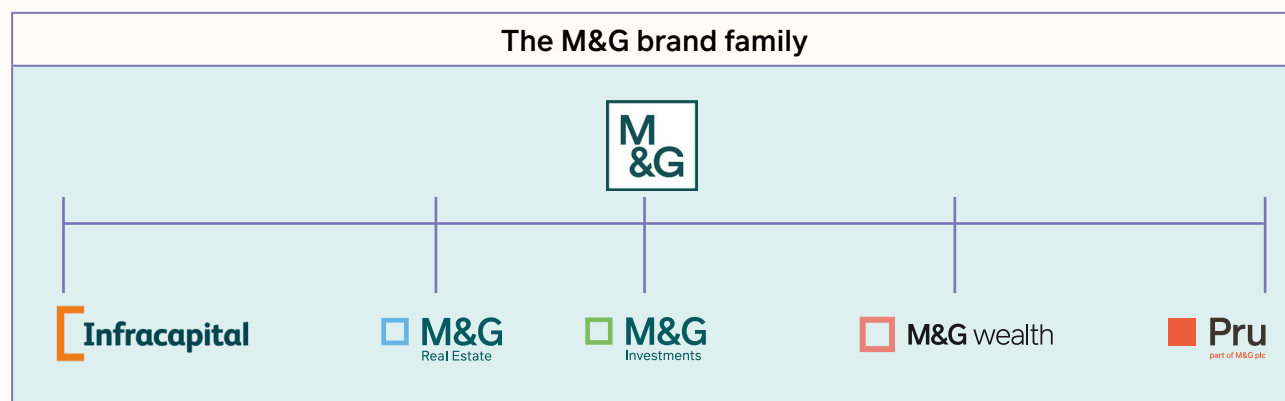 The M&G brand family
M
&G
Infracapital
M&G
Real Estate
M&G
Investments
M&G wealth
Pru
part of M&G plc